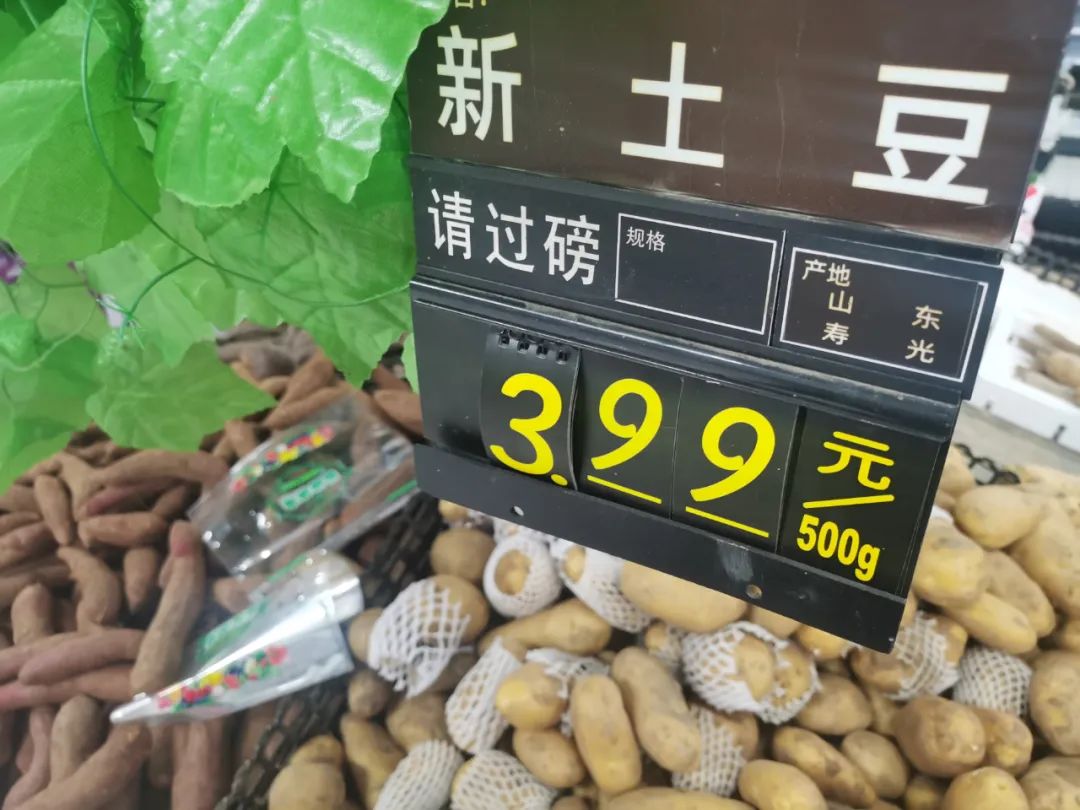 新土豆
请过磅
规格
产地
山东
寿光
3.99元/500g